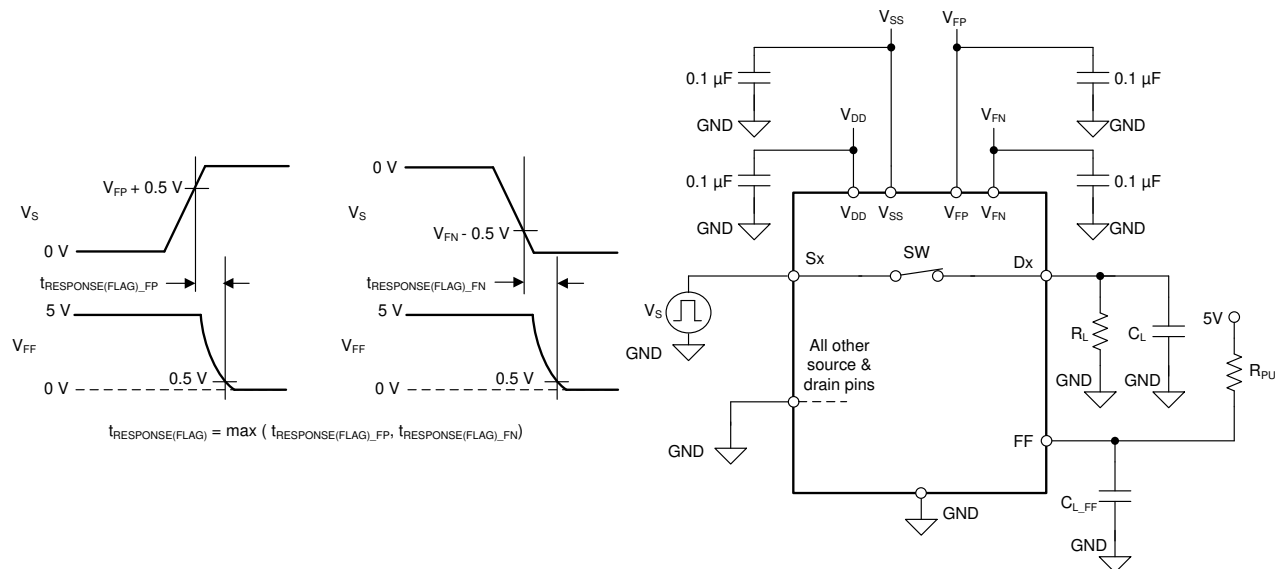 V_FP + 0.5 V
V_S
0 V
t_RESPONSE(FLAG)_FP
5 V
V_FF
0.5 V
0 V
0 V
V_S
V_FN - 0.5 V
t_RESPONSE(FLAG)_FN
5 V
V_FF
0.5 V
0 V
t_RESPONSE(FLAG) = max ( t_RESPONSE(FLAG)_FP, t_RESPONSE(FLAG)_FN)
V_SS
V_FP
0.1 µF
0.1 µF
GND
GND
V_DD
V_FN
0.1 µF
0.1 µF
GND
GND
V_DD
V_SS
V_FP
V_FN
Sx
SW
Dx
V_S
GND
R_L
C_L
5V
R_PU
GND
GND
All other
source &
drain pins
GND
FF
GND
C_L_FF
GND